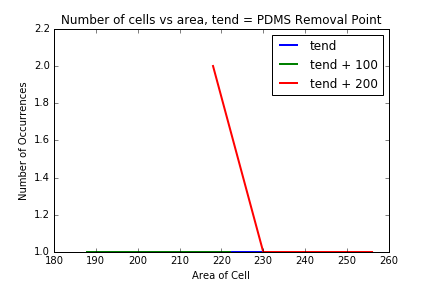 Number of cells vs area, tend = PDMS Removal Point
2.2
2.0
1.8
1.6
1.4
1.2
1.0
Number of Occurrences
tend
tend + 100
tend + 200
180 190 200 210 220 230 240 250 260
Area of Cell